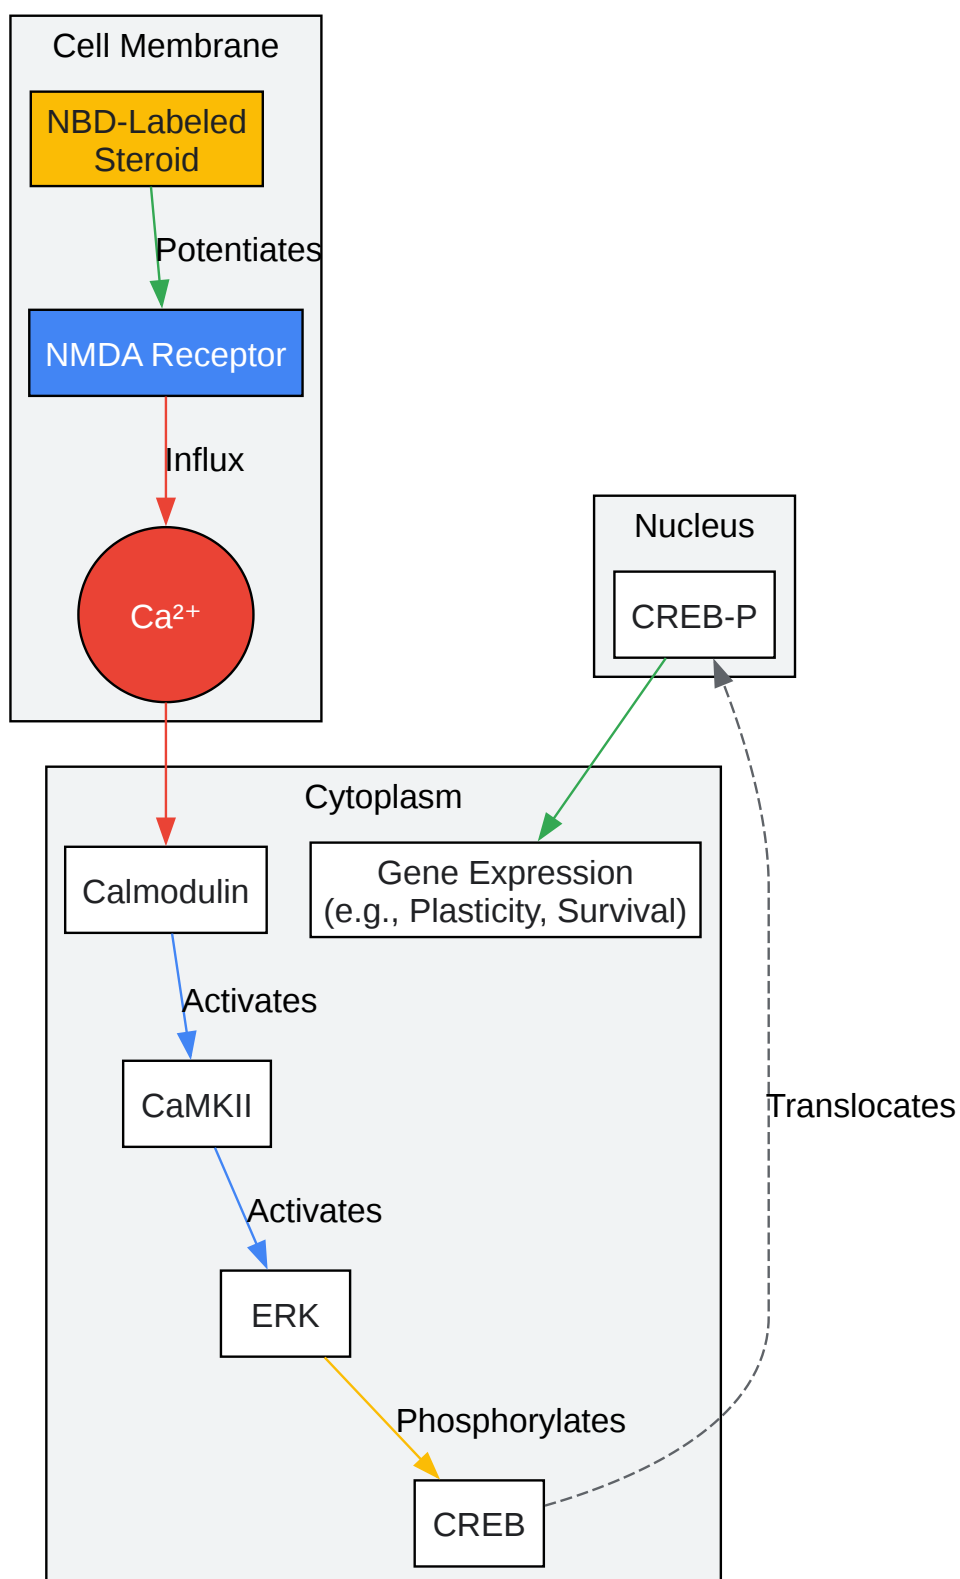 Cell Membrane
NBD-Labeled
Steroid
Potentiates
NMDA Receptor
Influx
Ca²⁺
Nucleus
CREB-P
Cytoplasm
Calmodulin
Gene Expression
(e.g., Plasticity, Survival)
Activates
CaMKII
Translocates
Activates
ERK
Phosphorylates
CREB